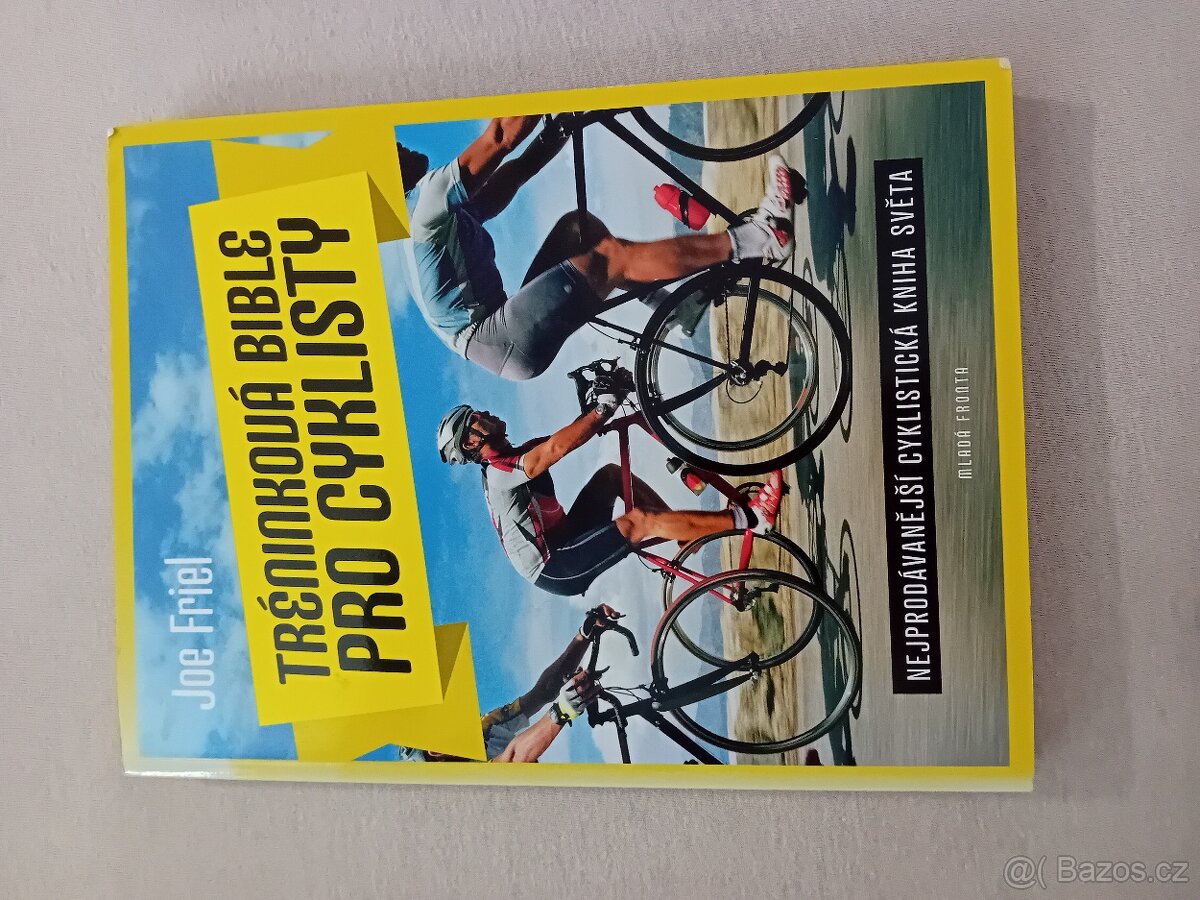 Joe Friel
TRÉNINKOVÁ BIBLE
PRO CYKLISTY
NEJPRODÁVANĚJŠÍ CYKLISTICKÁ KNIHA SVĚTA
MLADÁ FRONTA
@( Bazos.cz